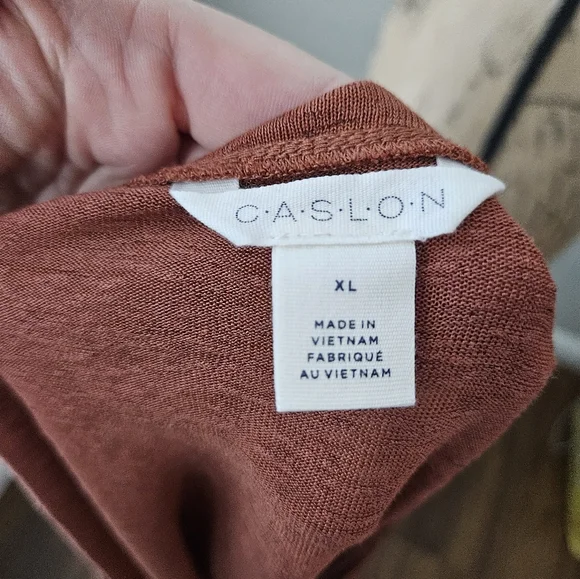 C·A·S·L·O·N
XL
MADE IN
VIETNAM
FABRIQUÉ
AU VIETNAM